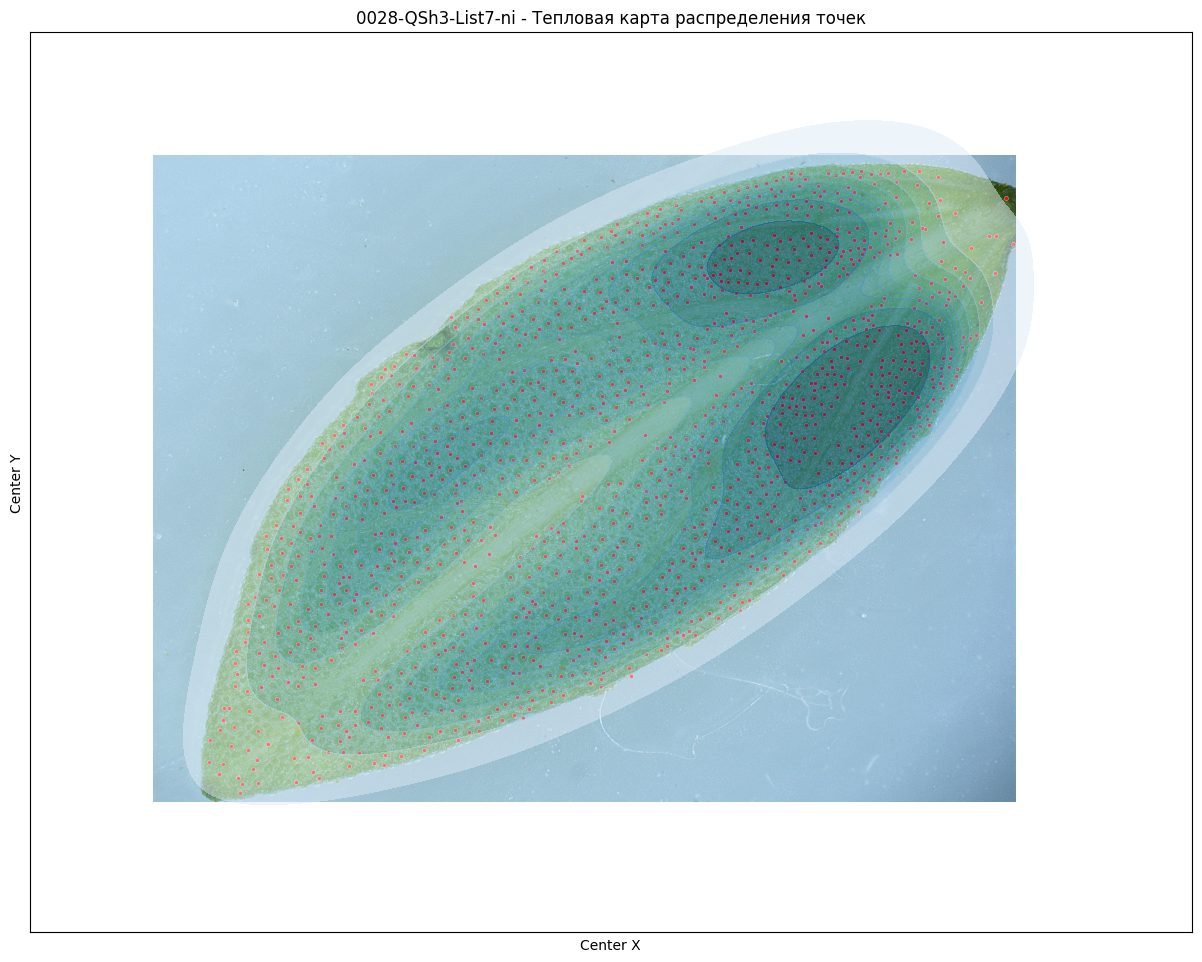 0028-QSh3-List7-ni - Тепловая карта распределения точек
Center Y
Center X